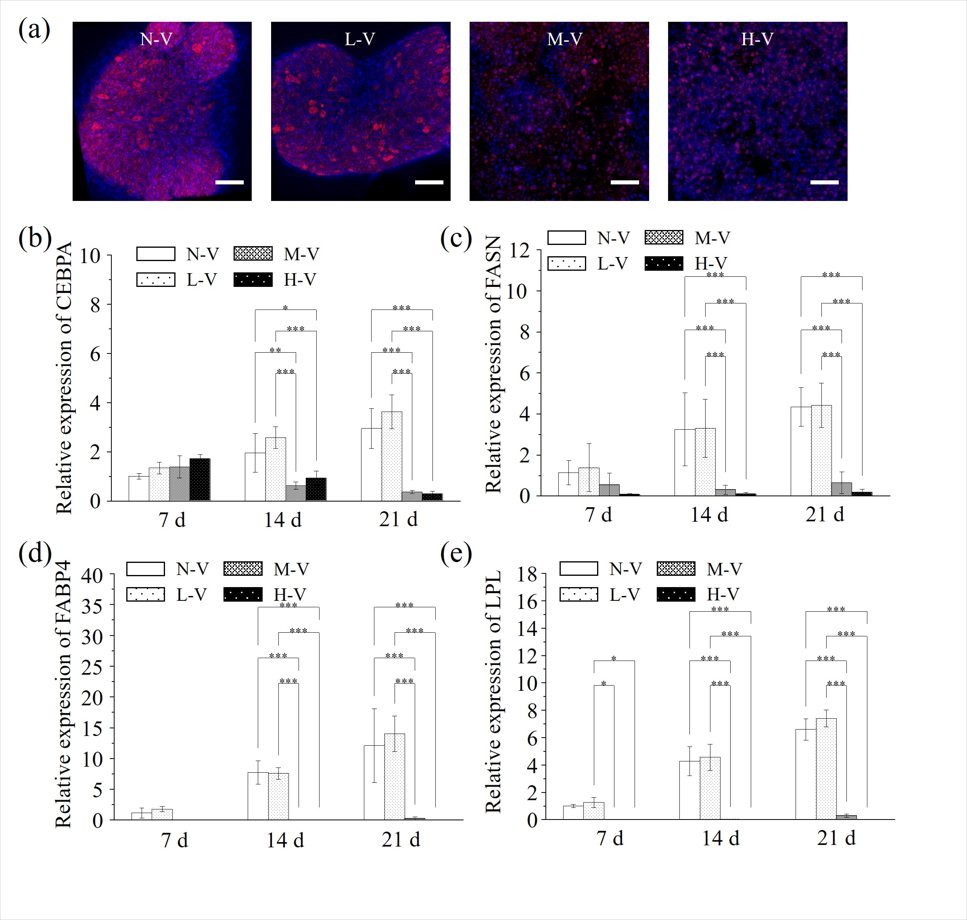 (a)
N-V L-V M-V H-V
(b)
Relative expression of CEBPA
N-V M-V
L-V H-V
10
8
6
4
2
0
* ***
*** ***
** ***
*** ***
7 d 14 d 21 d
(c)
Relative expression of FASN
N-V M-V
L-V H-V
12
10
8
6
4
2
0
*** ***
*** ***
*** ***
*** ***
7 d 14 d 21 d
(d)
Relative expression of FABP4
N-V M-V
L-V H-V
40
35
30
25
20
15
10
5
0
*** ***
*** ***
*** ***
*** ***
7 d 14 d 21 d
(e)
Relative expression of LPL
N-V M-V
L-V H-V
18
16
14
12
10
8
6
4
2
0
*** ***
*** ***
* *** ***
* *** ***
7 d 14 d 21 d